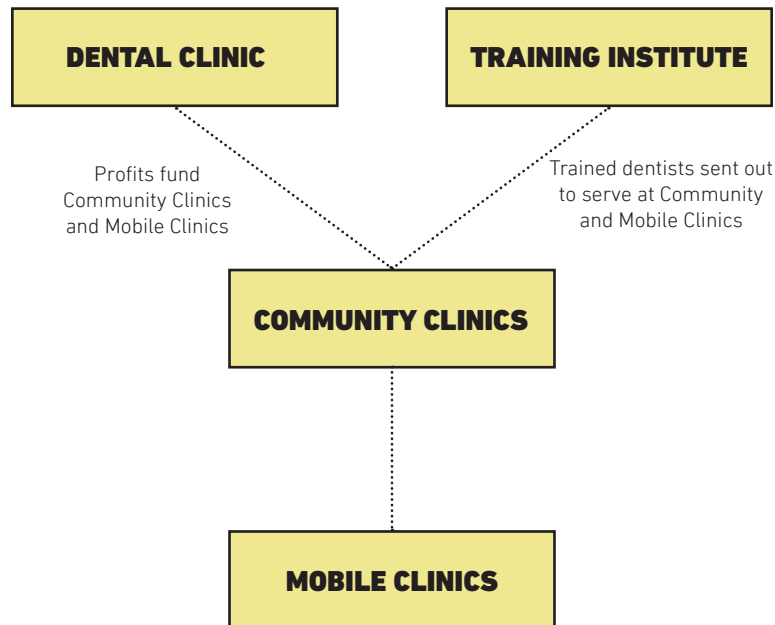 DENTAL CLINIC
TRAINING INSTITUTE
Profits fund
Community Clinics
and Mobile Clinics
Trained dentists sent out
to serve at Community
and Mobile Clinics
COMMUNITY CLINICS
MOBILE CLINICS